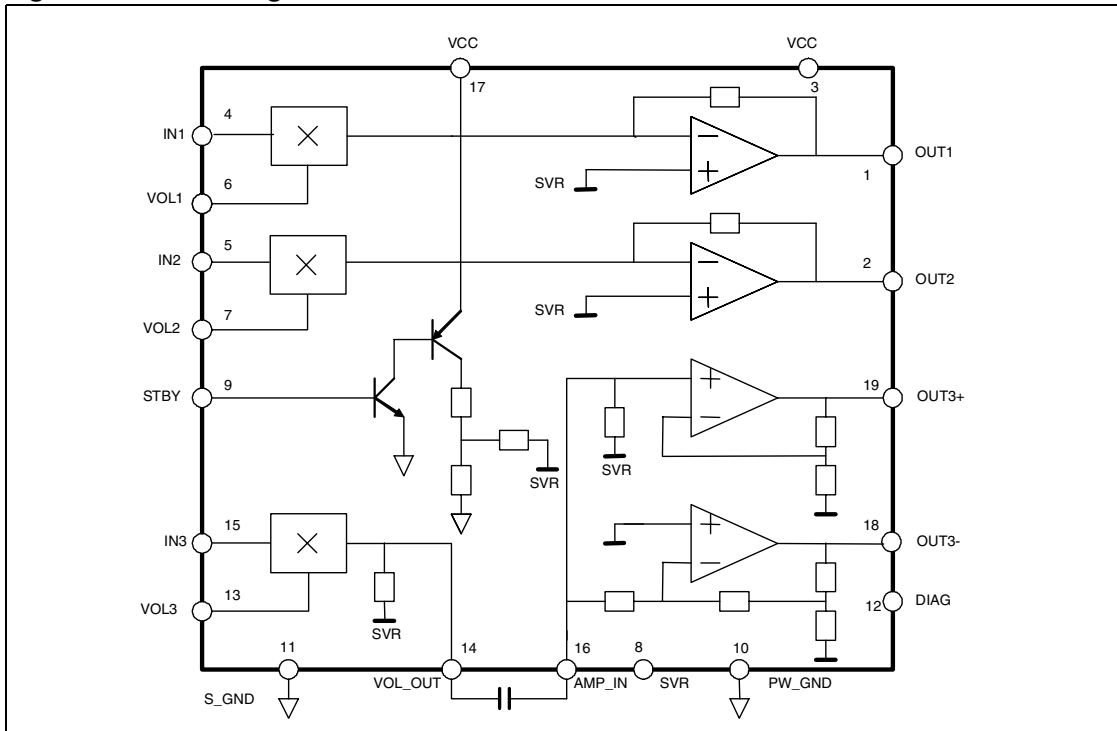 VCC
VCC
17
3
4
IN1
OUT1
1
6
SVR
VOL1
5
IN2
2
OUT2
7
SVR
VOL2
9
STBY
19
OUT3+
SVR
SVR
15
IN3
18
OUT3-
13
VOL3
12
DIAG
SVR
11
14
16
8
10
S_GND
VOL_OUT
AMP_IN
SVR
PW_GND